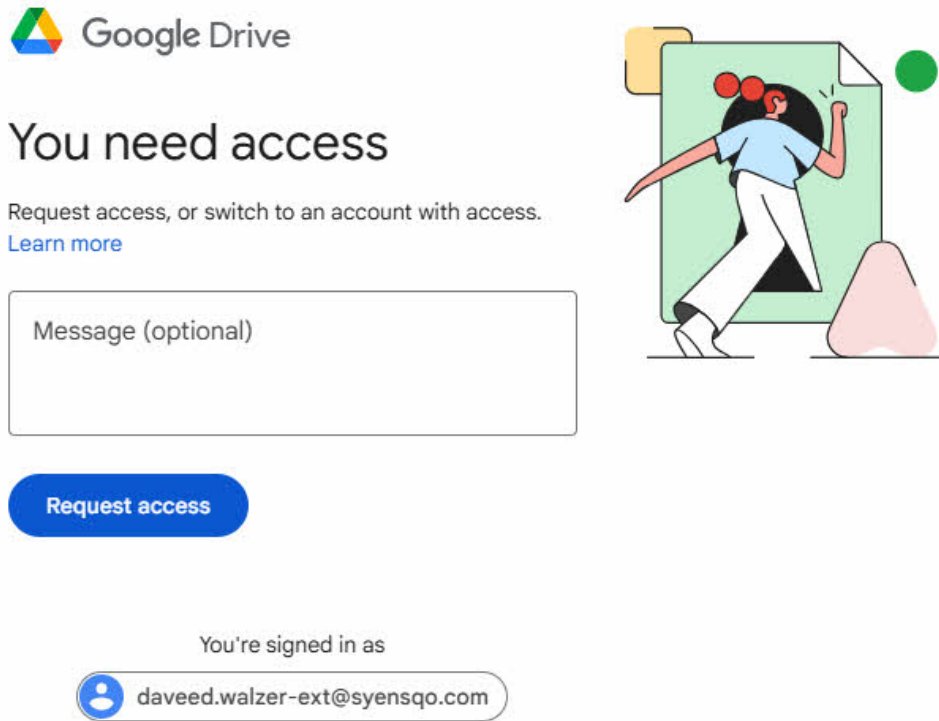 Google Drive
You need access
Request access, or switch to an account with access.
Learn more
Message (optional)
Request access
You're signed in as
daveed.walzer-ext@syensqo.com